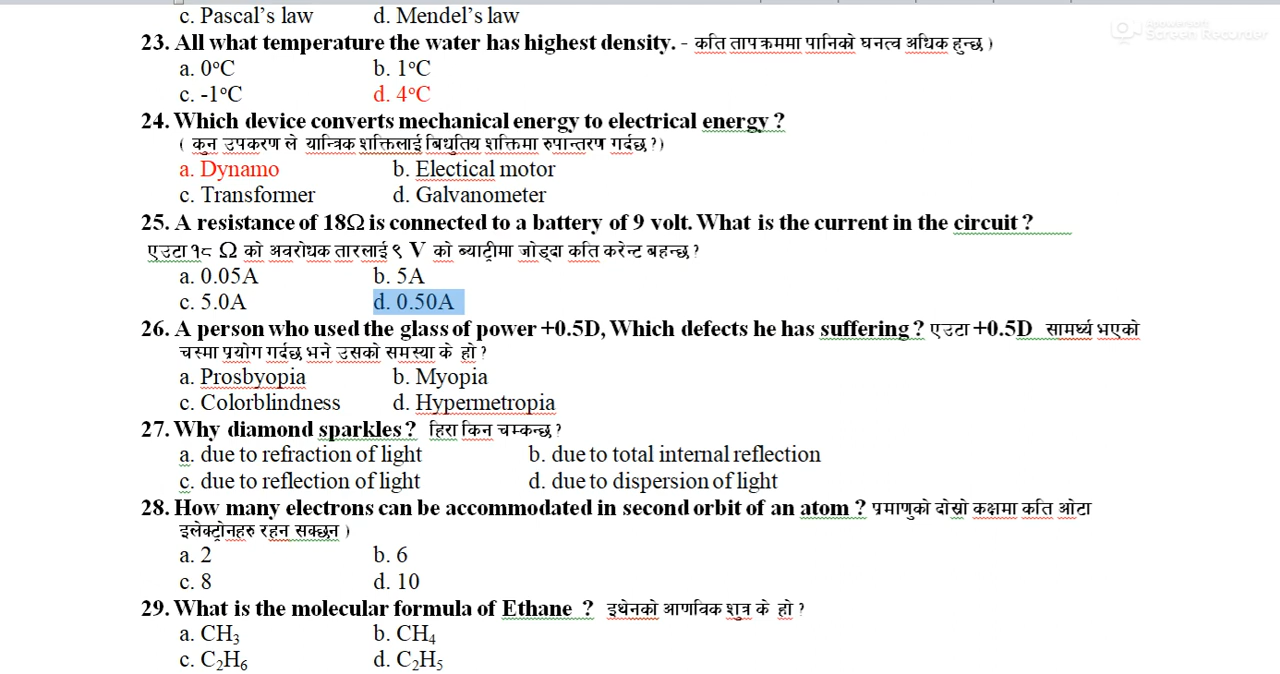 c. Pascal’s law d. Mendel’s law
Apowersoft
Screen Recorder
23. All what temperature the water has highest density. - कति तापक्रममा पानिको घनत्व अधिक हुन्छ )
a. 0°C b. 1°C
c. -1°C d. 4°C
24. Which device converts mechanical energy to electrical energy ?
( कुन उपकरण ले यान्त्रिक शक्तिलाई बिधुतिय शक्तिमा रुपान्तरण गर्दछ ?)
a. Dynamo b. Electical motor
c. Transformer d. Galvanometer
25. A resistance of 18Ω is connected to a battery of 9 volt. What is the current in the circuit ?
एउटा १८ Ω को अवरोधक तारलाई ९ V को ब्याट्रीमा जोड्दा कति करेन्ट बहन्छ ?
a. 0.05A b. 5A
c. 5.0A d. 0.50A
26. A person who used the glass of power +0.5D, Which defects he has suffering ? एउटा +0.5D सामर्थ्य भएको
चस्मा प्रयोग गर्दछ भने उसको समस्या के हो ?
a. Prosbyopia b. Myopia
c. Colorblindness d. Hypermetropia
27. Why diamond sparkles ? हिरा किन चम्कन्छ ?
a. due to refraction of light b. due to total internal reflection
c. due to reflection of light d. due to dispersion of light
28. How many electrons can be accommodated in second orbit of an atom ? प्रमाणुको दोस्रो कक्षमा कति ओटा
इलेक्ट्रोनहरु रहन सक्छन )
a. 2 b. 6
c. 8 d. 10
29. What is the molecular formula of Ethane ? इथेनको आणविक शुत्र के हो ?
a. CH₃ b. CH₄
c. C₂H₆ d. C₂H₅